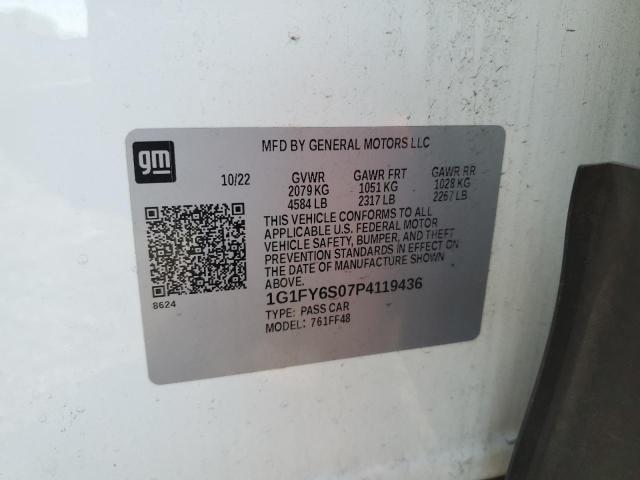 gm
MFD BY GENERAL MOTORS LLC
10/22 GVWR GAWR FRT GAWR RR
2079 KG 1051 KG 1028 KG
4584 LB 2317 LB 2267 LB
THIS VEHICLE CONFORMS TO ALL
APPLICABLE U.S. FEDERAL MOTOR
VEHICLE SAFETY, BUMPER, AND THEFT
PREVENTION STANDARDS IN EFFECT ON
THE DATE OF MANUFACTURE SHOWN
ABOVE.
8624
1G1FY6S07P4119436
TYPE: PASS CAR
MODEL: 761FF48